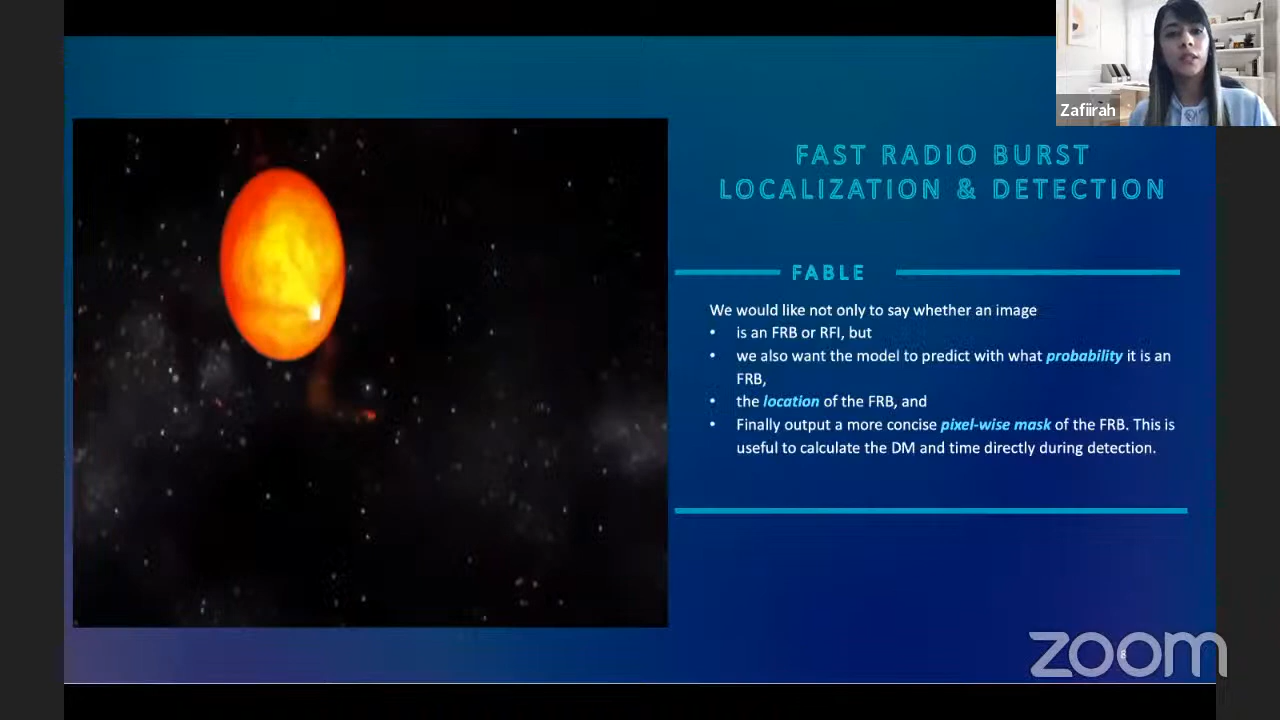 Zafiirah
FAST RADIO BURST
LOCALIZATION & DETECTION
FABLE
We would like not only to say whether an image
• is an FRB or RFI, but
• we also want the model to predict with what probability it is an
FRB,
• the location of the FRB, and
• Finally output a more concise pixel-wise mask of the FRB. This is
useful to calculate the DM and time directly during detection.
8
zoom